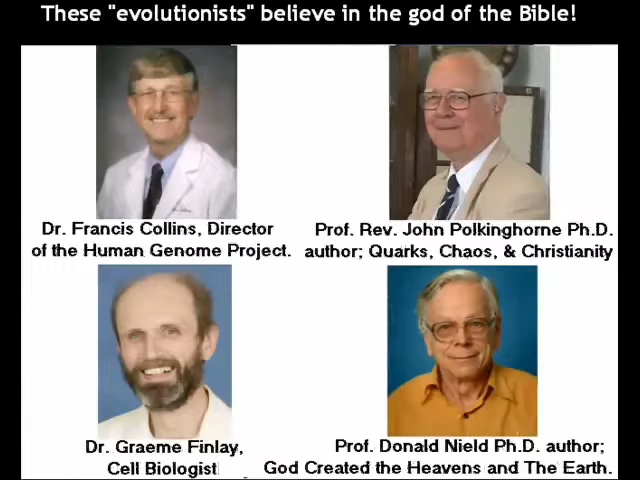 These "evolutionists" believe in the god of the Bible!
Dr. Francis Collins, Director
of the Human Genome Project.
Prof. Rev. John Polkinghorne Ph.D.
author; Quarks, Chaos, & Christianity
Dr. Graeme Finlay,
Cell Biologist
Prof. Donald Nield Ph.D. author;
God Created the Heavens and The Earth.